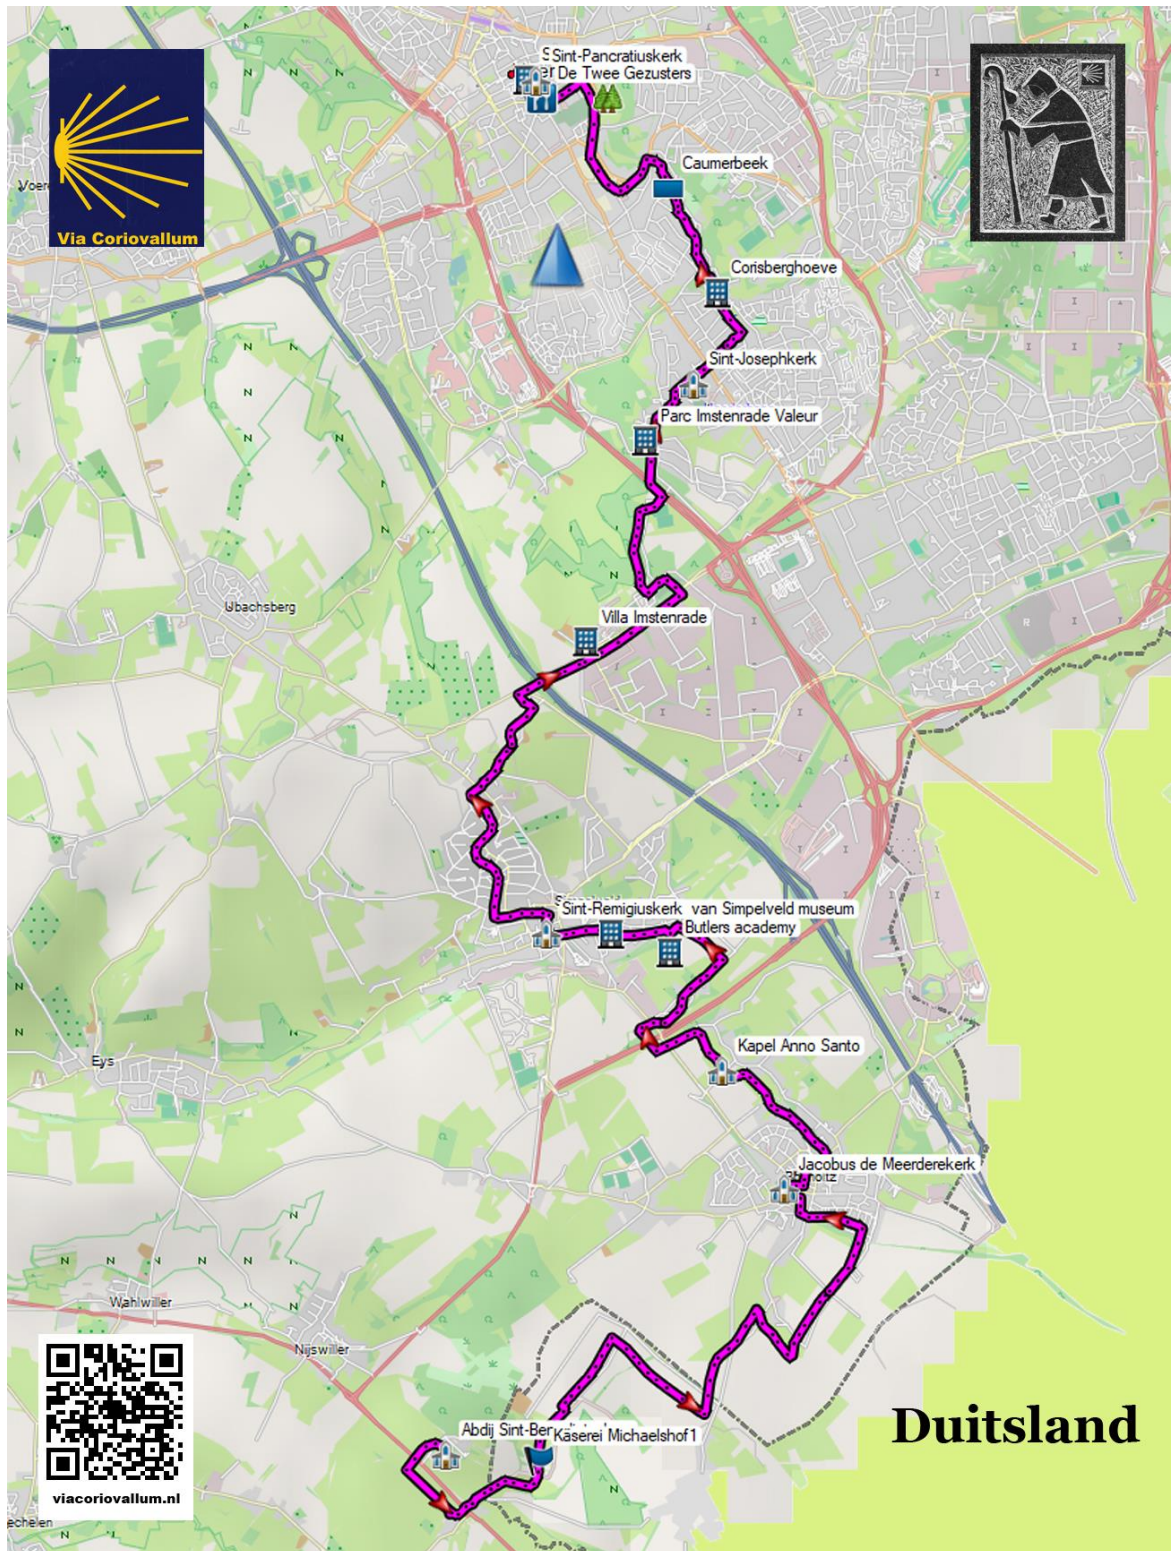 Sint-Pancratiuskerk
De Twee Gezusters
Caumerbeek
Via Coriovallum
Corisberghoeve
Sint-Josephkerk
Parc Imstenrade Valeur
Ubachsberg
Villa Imstenrade
Sint-Remigiuskerk van Simpelveld museum
Butlers academy
Eys
Kapel Anno Santo
Jacobus de Meerderekerk
Wahlwiller
Nijswiller
Abdij
Käserei Michaelshof1
Duitsland
viacoriovallum.nl